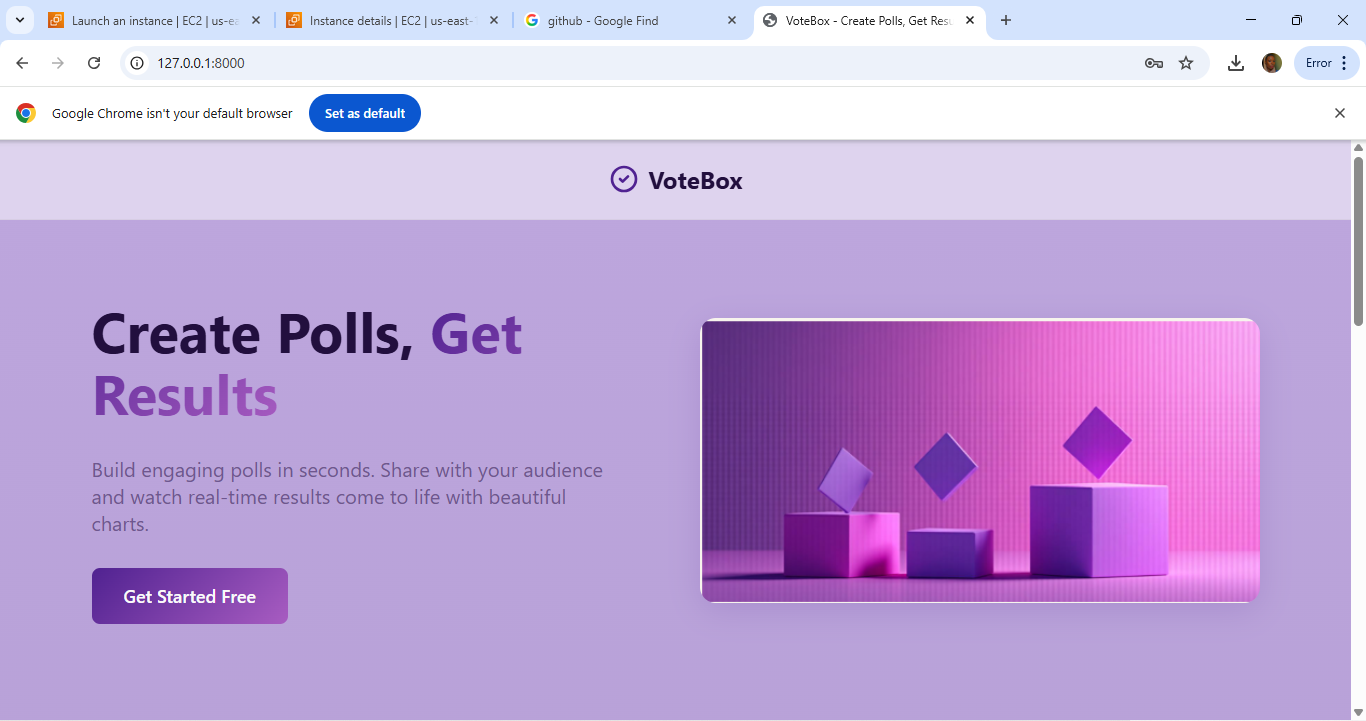 Launch an instance | EC2 | us-ea
Instance details | EC2 | us-east-
github - Google Find
VoteBox - Create Polls, Get Resu
127.0.0.1:8000
Error
Google Chrome isn't your default browser
Set as default
VoteBox
Create Polls, Get
Results
Build engaging polls in seconds. Share with your audience
and watch real-time results come to life with beautiful
charts.
Get Started Free